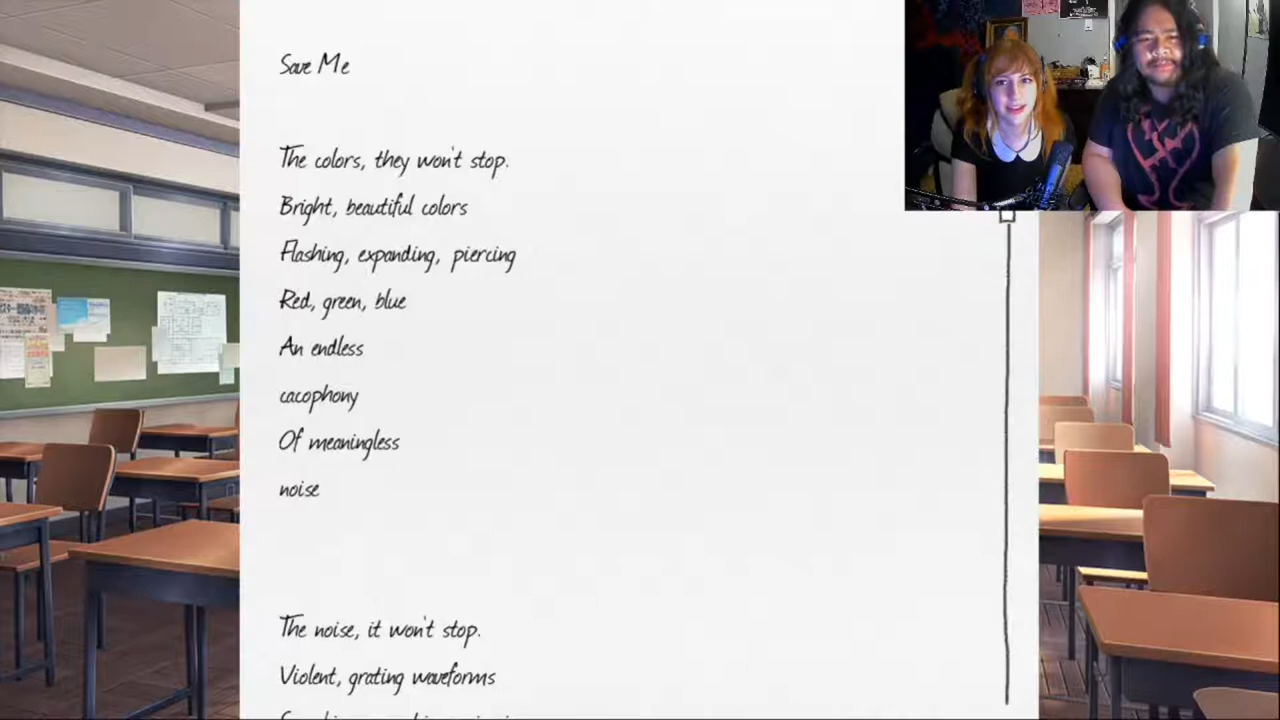 Save Me
The colors, they won't stop.
Bright, beautiful colors
Flashing, expanding, piercing
Red, green, blue
An endless
cacophony
Of meaningless
noise
The noise, it won't stop.
Violent, grating waveforms